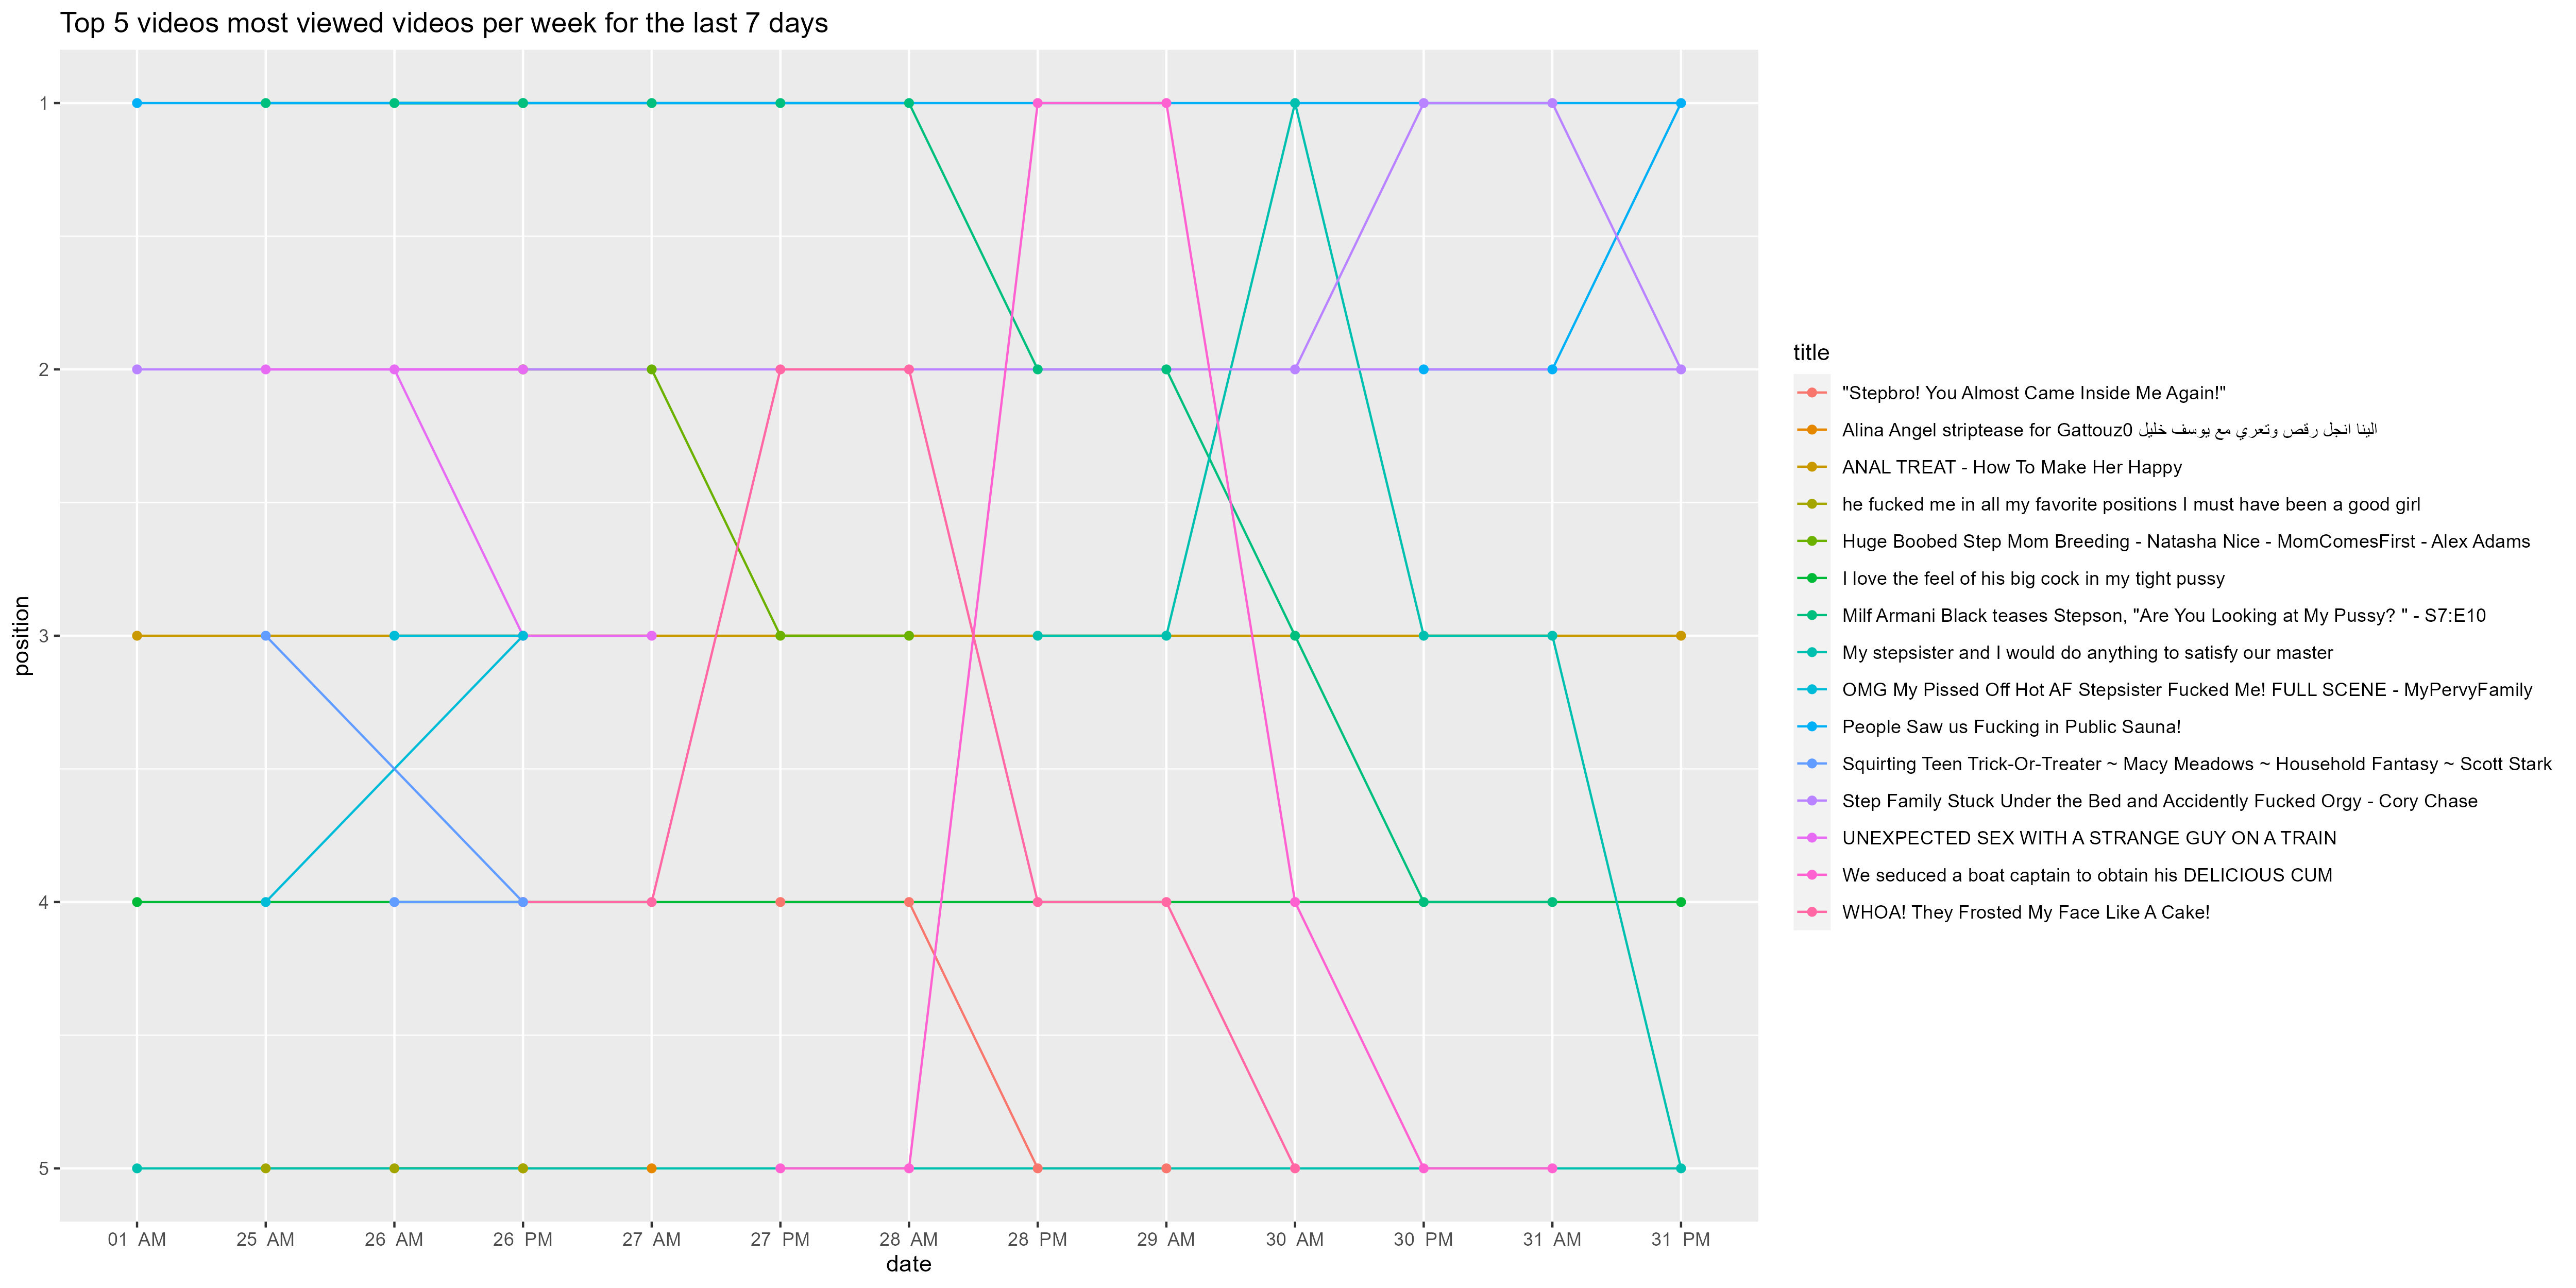 Top 5 videos most viewed videos per week for the last 7 days
position
1
2
3
4
5
01 AM
25 AM
26 AM
26 PM
27 AM
27 PM
28 AM
28 PM
29 AM
30 AM
30 PM
31 AM
31 PM
date
title
"Stepbro! You Almost Came Inside Me Again!"
Alina Angel striptease for Gattouz0 الينا انجل رقص وتعري مع يوسف خليل
ANAL TREAT - How To Make Her Happy
he fucked me in all my favorite positions I must have been a good girl
Huge Boobed Step Mom Breeding - Natasha Nice - MomComesFirst - Alex Adams
I love the feel of his big cock in my tight pussy
Milf Armani Black teases Stepson, "Are You Looking at My Pussy? " - S7:E10
My stepsister and I would do anything to satisfy our master
OMG My Pissed Off Hot AF Stepsister Fucked Me! FULL SCENE - MyPervyFamily
People Saw us Fucking in Public Sauna!
Squirting Teen Trick-Or-Treater ~ Macy Meadows ~ Household Fantasy ~ Scott Stark
Step Family Stuck Under the Bed and Accidently Fucked Orgy - Cory Chase
UNEXPECTED SEX WITH A STRANGE GUY ON A TRAIN
We seduced a boat captain to obtain his DELICIOUS CUM
WHOA! They Frosted My Face Like A Cake!